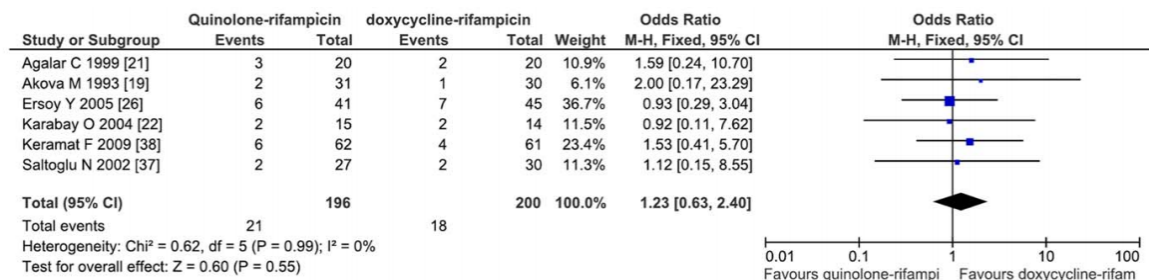 Quinolone-rifampicin doxycycline-rifampicin Odds Ratio Odds Ratio
Study or Subgroup Events Total Events Total Weight M-H, Fixed, 95% CI M-H, Fixed, 95% CI
Agalar C 1999 [21] 3 20 2 20 10.9% 1.59 [0.24, 10.70]
Akova M 1993 [19] 2 31 1 30 6.1% 2.00 [0.17, 23.29]
Ersoy Y 2005 [26] 6 41 7 45 36.7% 0.93 [0.29, 3.04]
Karabay O 2004 [22] 2 15 2 14 11.5% 0.92 [0.11, 7.62]
Keramat F 2009 [38] 6 62 4 61 23.4% 1.53 [0.41, 5.70]
Saltoglu N 2002 [37] 2 27 2 30 11.3% 1.12 [0.15, 8.55]
Total (95% CI) 196 200 100.0% 1.23 [0.63, 2.40]
Total events 21 18
Heterogeneity: Chi² = 0.62, df = 5 (P = 0.99); I² = 0%
Test for overall effect: Z = 0.60 (P = 0.55)
0.01 0.1 1 10 100
Favours quinolone-rifampi Favours doxycycline-rifam